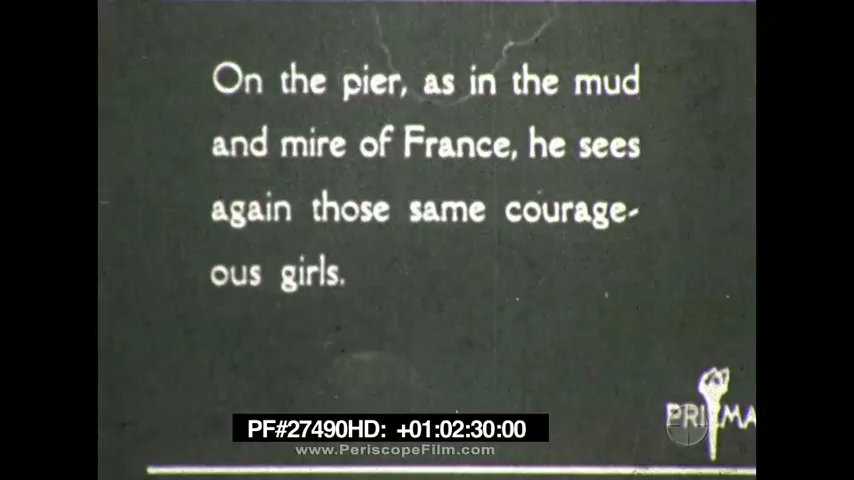 On the pier, as in the mud
and mire of France, he sees
again those same courage-
ous girls.
PRIZMA
PF#27490HD: +01:02:30:00
www.PeriscopeFilm.com